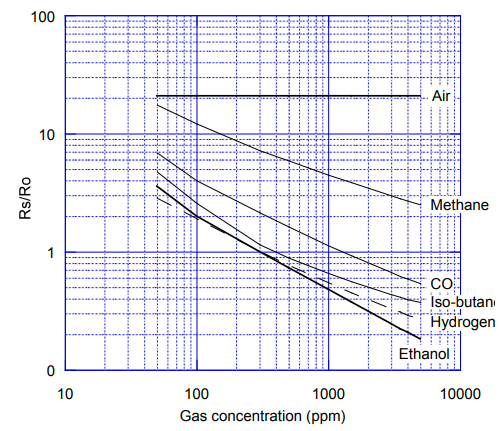 100
10
1
0
Rs/Ro
Air
Methane
CO
Iso-butan
Hydrogen
Ethanol
10
100
1000
10000
Gas concentration (ppm)